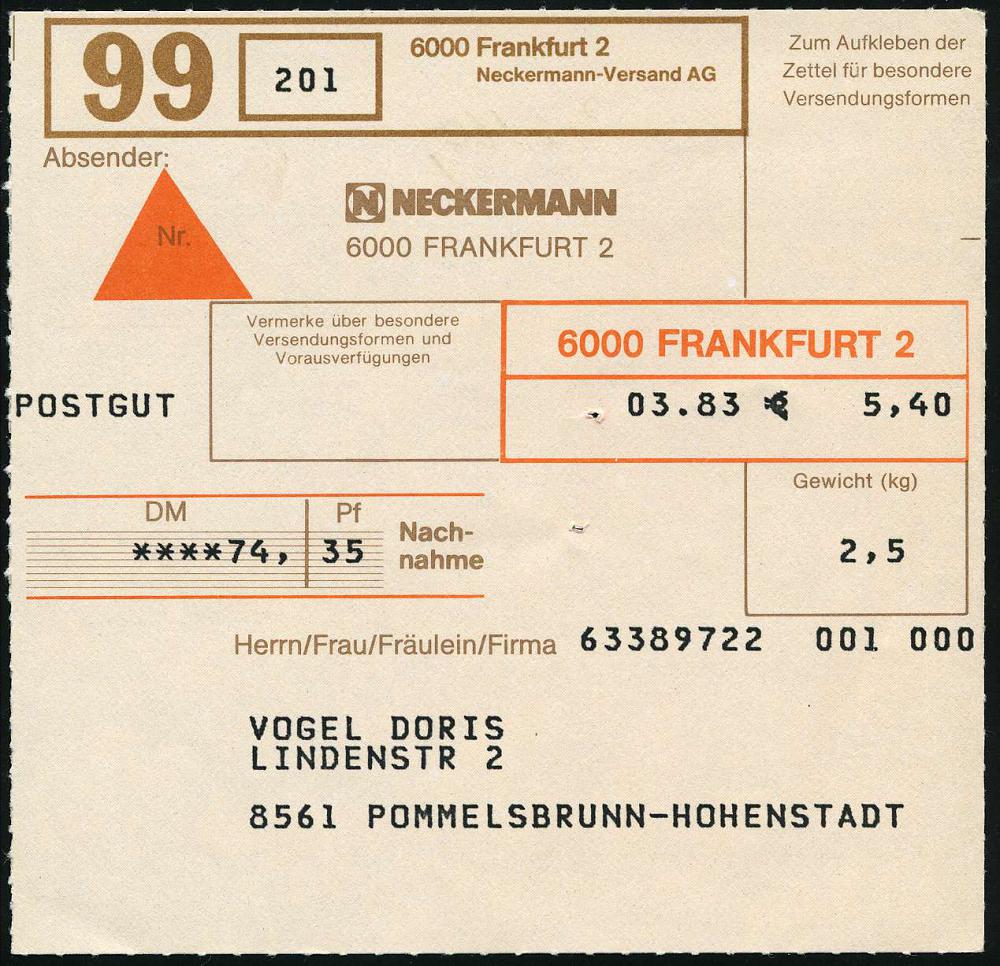 99
201
6000 Frankfurt 2
Neckermann-Versand AG
Zum Aufkleben der
Zettel für besondere
Versendungsformen
Absender:
Nr.
N NECKERMANN
6000 FRANKFURT 2
Vermerke über besondere
Versendungsformen und
Vorausverfügungen
6000 FRANKFURT 2
POSTGUT
03.83 5,40
Gewicht (kg)
2,5
DM Pf
****74, 35
Nach-
nahme
Herrn/Frau/Fräulein/Firma 63389722 001 000
VOGEL DORIS
LINDENSTR 2
8561 POMMELSBRUNN-HOHENSTADT